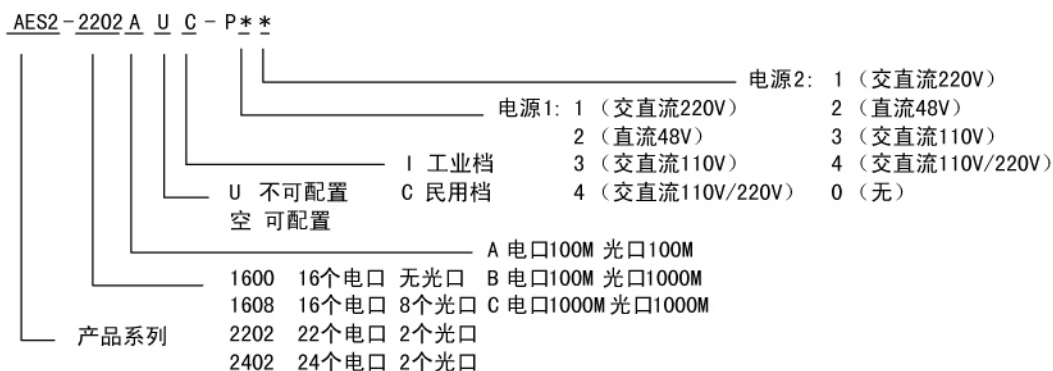 AES2-2202 A U C - P * *
电源2: 1 (交直流220V)
电源1: 1 (交直流220V) 2 (直流48V)
2 (直流48V) 3 (交直流110V)
I 工业档 3 (交直流110V) 4 (交直流110V/220V)
U 不可配置 C 民用档 4 (交直流110V/220V) 0 (无)
空 可配置
A 电口100M 光口100M
1600 16个电口 无光口 B 电口100M 光口1000M
1608 16个电口 8个光口 C 电口1000M 光口1000M
产品系列 2202 22个电口 2个光口
2402 24个电口 2个光口